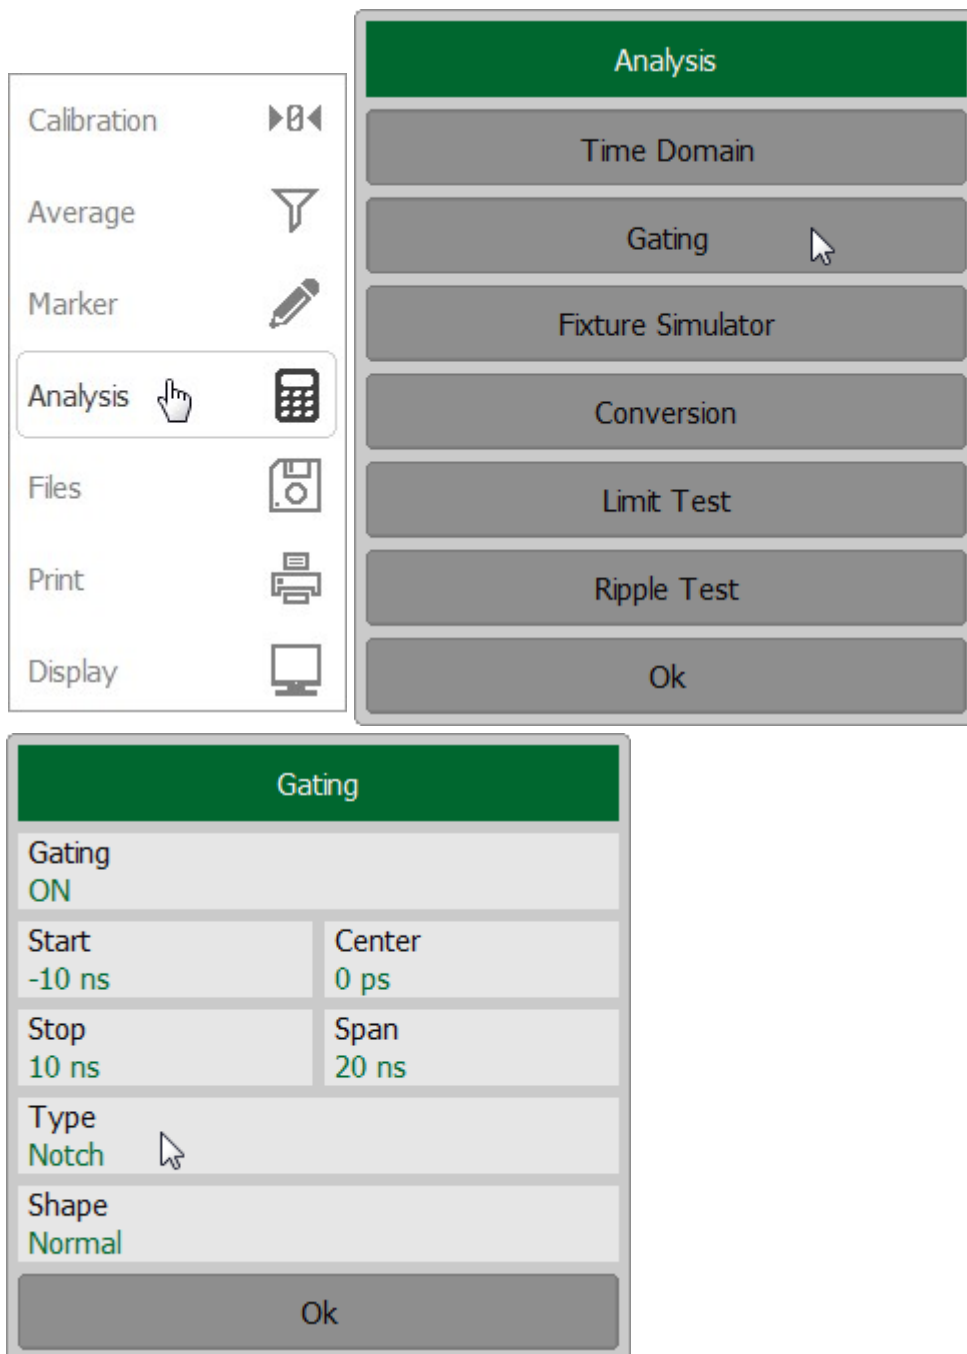 Calibration
Average
Marker
Analysis
Files
Print
Display
Analysis
Time Domain
Gating
Fixture Simulator
Conversion
Limit Test
Ripple Test
Ok
Gating
Gating
ON
Start
-10 ns
Center
0 ps
Stop
10 ns
Span
20 ns
Type
Notch
Shape
Normal
Ok